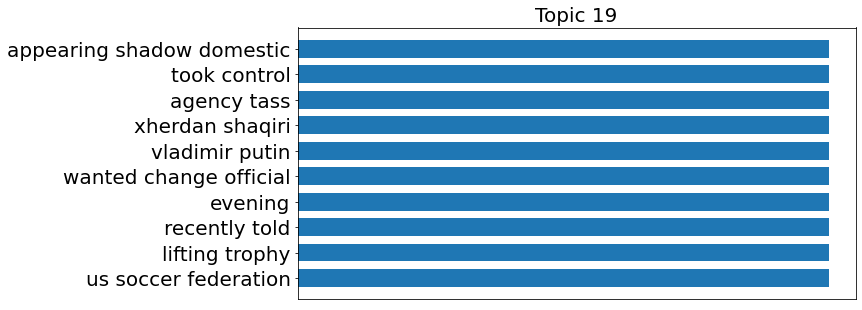 Topic 19
appearing shadow domestic
took control
agency tass
xherdan shaqiri
vladimir putin
wanted change official
evening
recently told
lifting trophy
us soccer federation